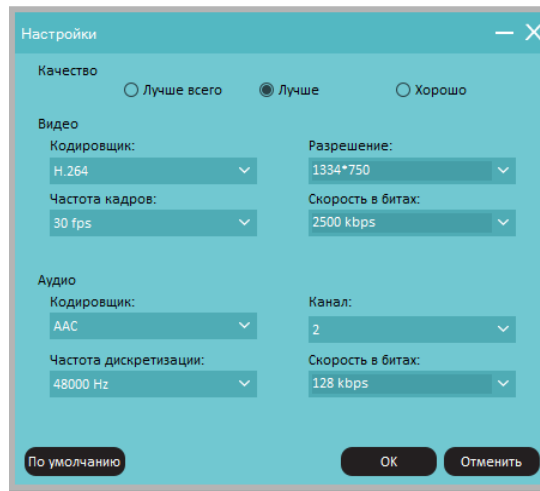 Настройки
Качество
Лучше всего Лучше Хорошо
Видео
Кодировщик: Разрешение:
H.264 1334*750
Частота кадров: Скорость в битах:
30 fps 2500 kbps
Аудио
Кодировщик: Канал:
AAC 2
Частота дискретизации: Скорость в битах:
48000 Hz 128 kbps
По умолчанию OK Отменить